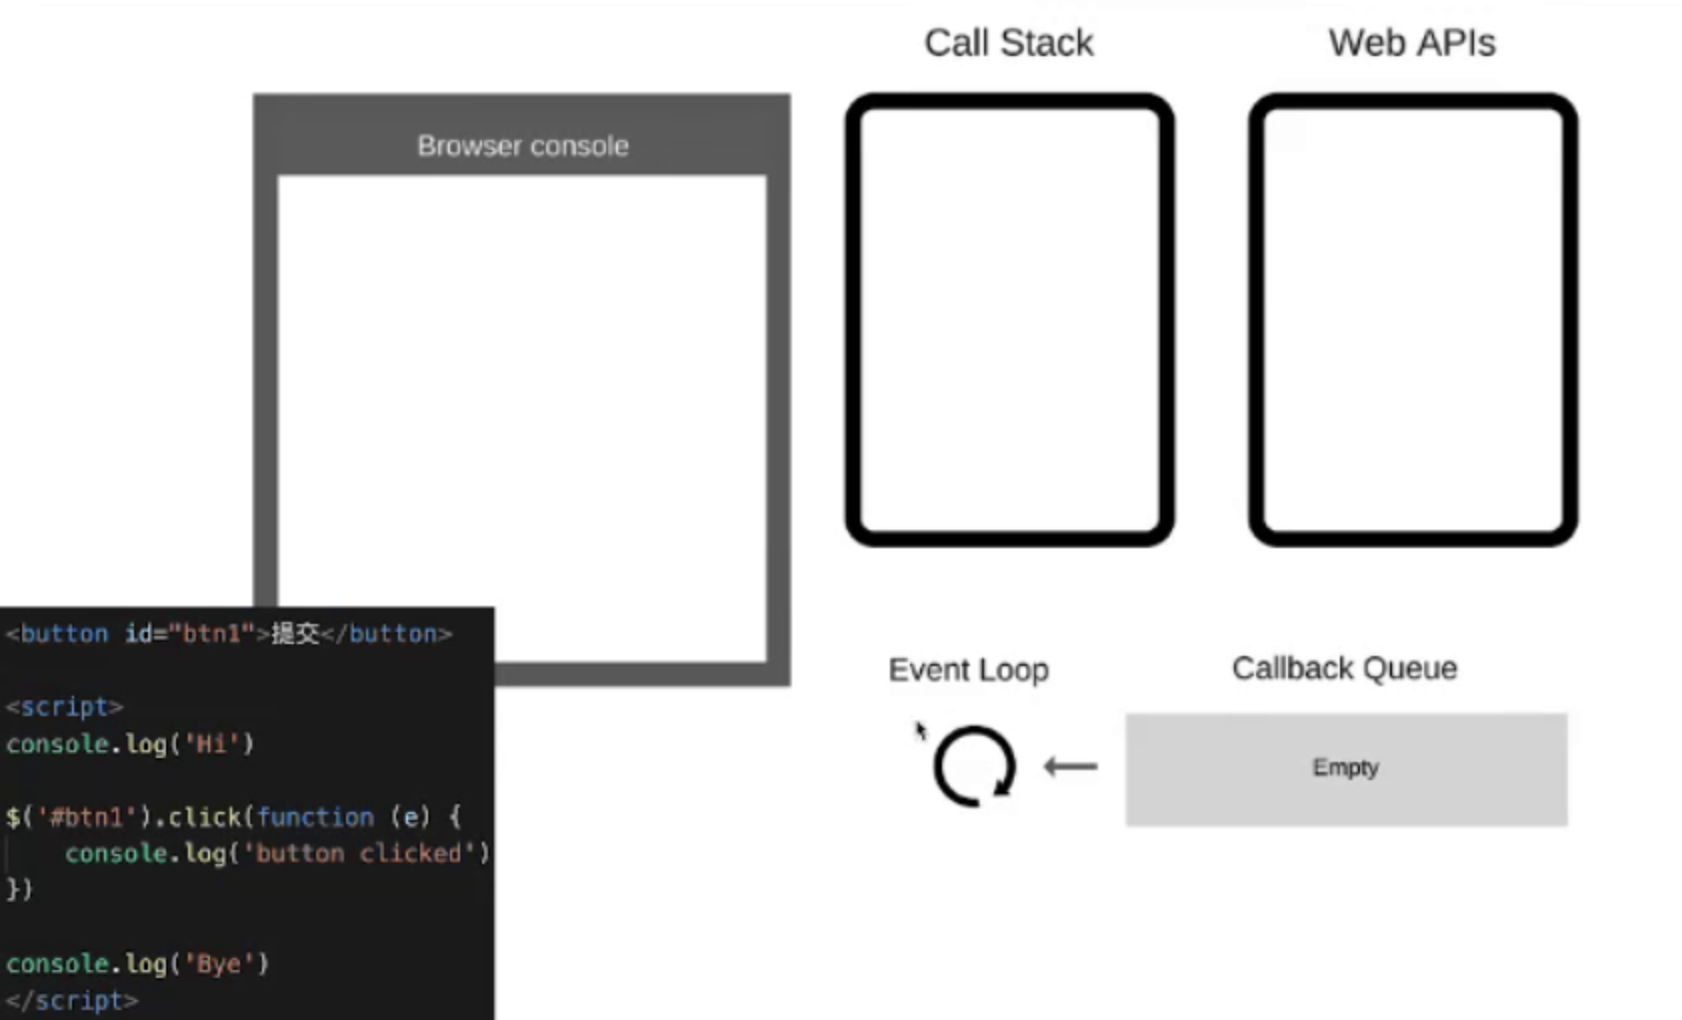 Call Stack
Web APIs
Browser console
<button id="btn1">提交</button>
<script>
console.log('Hi')
$('#btn1').click(function (e) {
    console.log('button clicked')
})
console.log('Bye')
</script>
Event Loop
Callback Queue
Empty